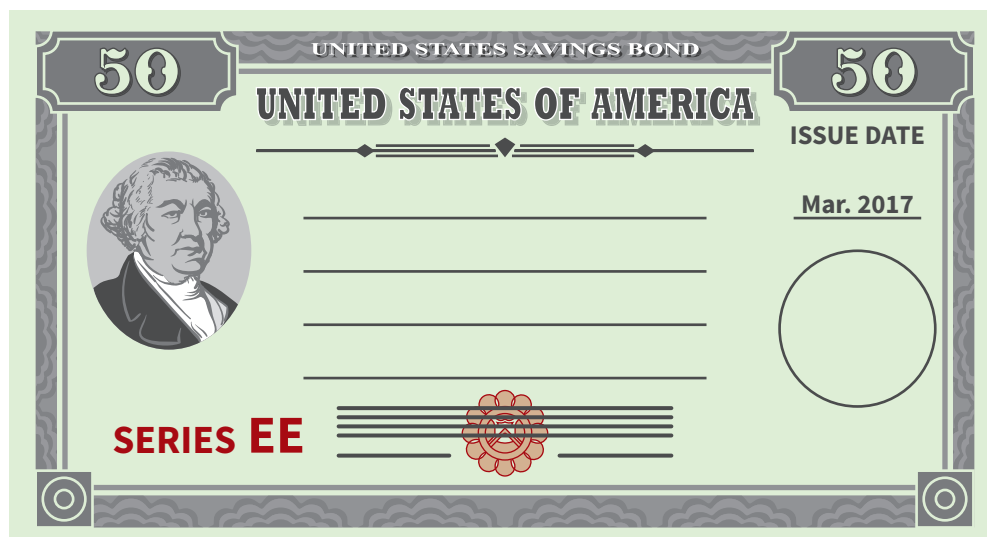 50 UNITED STATES SAVINGS BOND 50
UNITED STATES OF AMERICA
ISSUE DATE
Mar. 2017
SERIES EE